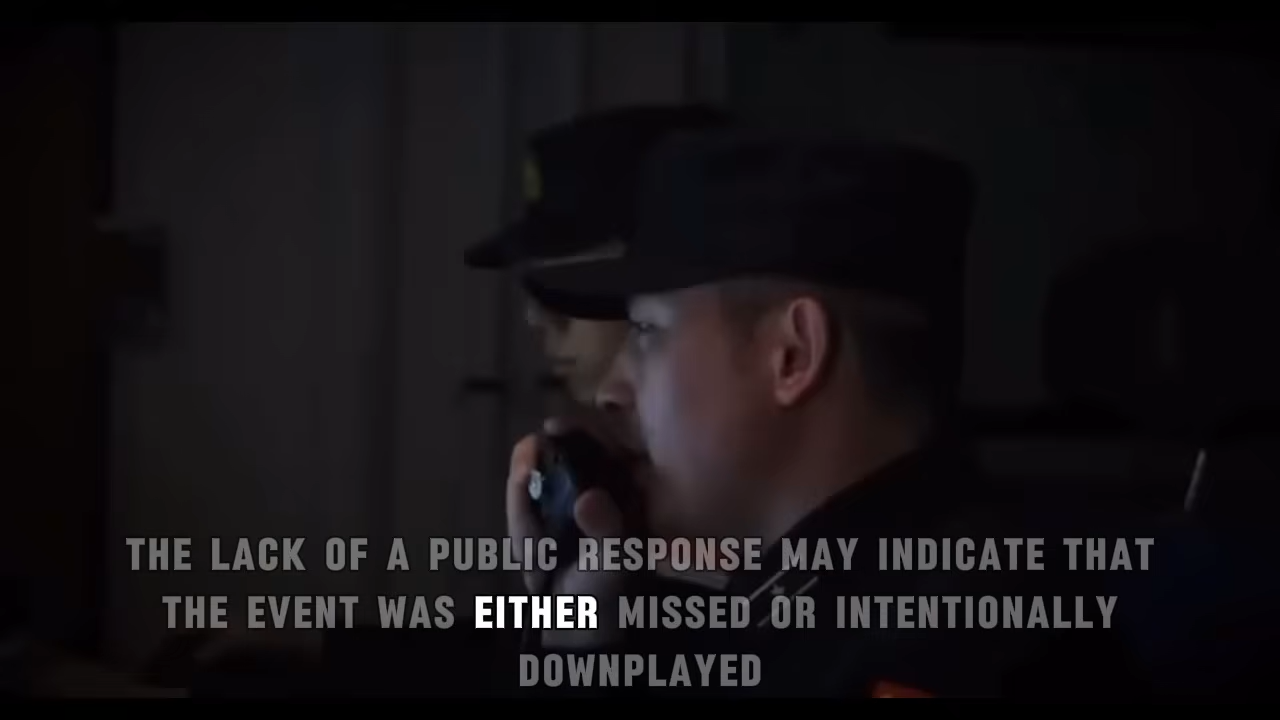 THE LACK OF A PUBLIC RESPONSE MAY INDICATE THAT
THE EVENT WAS EITHER MISSED OR INTENTIONALLY
DOWNPLAYED